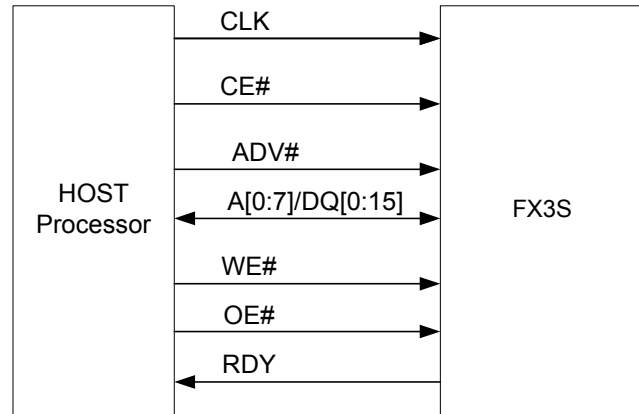 CLK
CE#
ADV#
HOST
Processor
A[0:7]/DQ[0:15]
FX3S
WE#
OE#
RDY